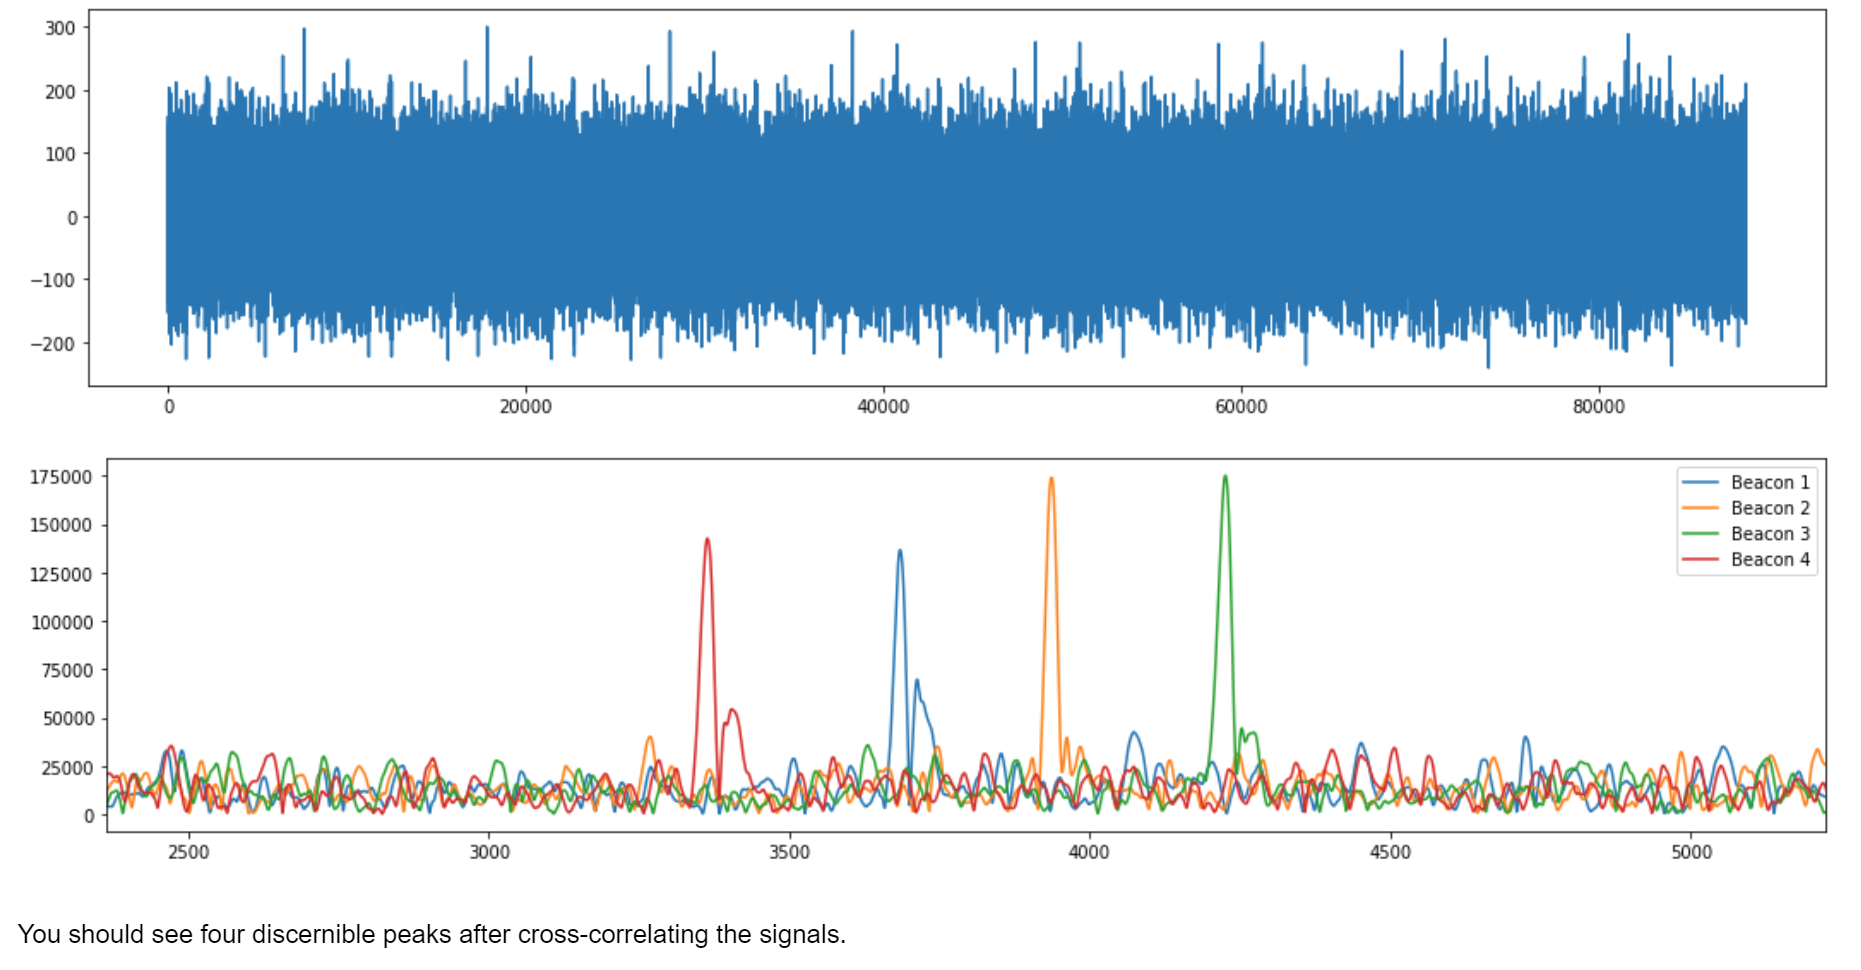 300
200
100
0
−100
−200
0 20000 40000 60000 80000
175000
150000
125000
100000
75000
50000
25000
0
Beacon 1
Beacon 2
Beacon 3
Beacon 4
2500 3000 3500 4000 4500 5000
You should see four discernible peaks after cross-correlating the signals.